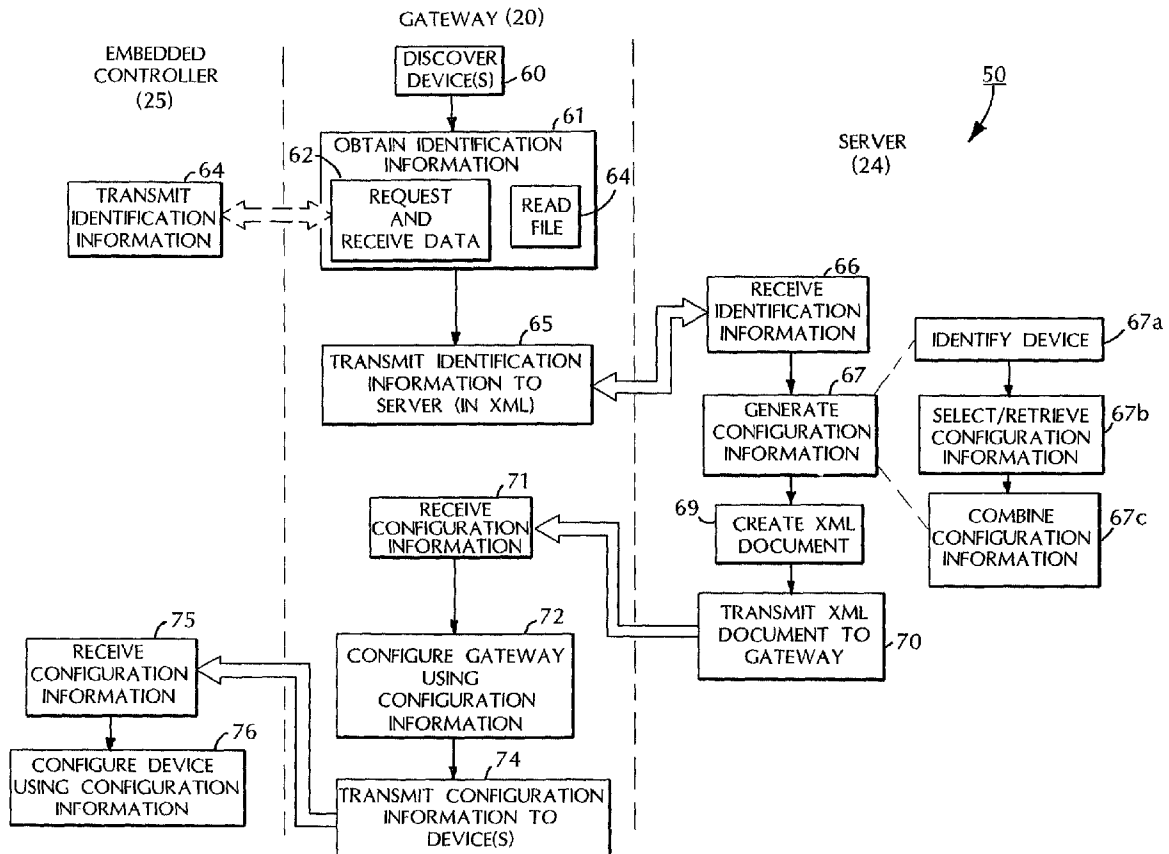 GATEWAY (20)
EMBEDDED
CONTROLLER
(25)
DISCOVER
DEVICE(S)
60
50
SERVER
(24)
61
OBTAIN IDENTIFICATION
INFORMATION
62
REQUEST
AND
RECEIVE DATA
64
READ
FILE
64
TRANSMIT
IDENTIFICATION
INFORMATION
65
TRANSMIT IDENTIFICATION
INFORMATION TO
SERVER (IN XML)
66
RECEIVE
IDENTIFICATION
INFORMATION
67
GENERATE
CONFIGURATION
INFORMATION
IDENTIFY DEVICE
67a
SELECT/RETRIEVE
CONFIGURATION
INFORMATION
67b
COMBINE
CONFIGURATION
INFORMATION
67c
69
CREATE XML
DOCUMENT
TRANSMIT XML
DOCUMENT TO
GATEWAY
70
71
RECEIVE
CONFIGURATION
INFORMATION
72
CONFIGURE GATEWAY
USING
CONFIGURATION
INFORMATION
74
TRANSMIT CONFIGURATION
INFORMATION TO
DEVICE(S)
75
RECEIVE
CONFIGURATION
INFORMATION
76
CONFIGURE DEVICE
USING CONFIGURATION
INFORMATION